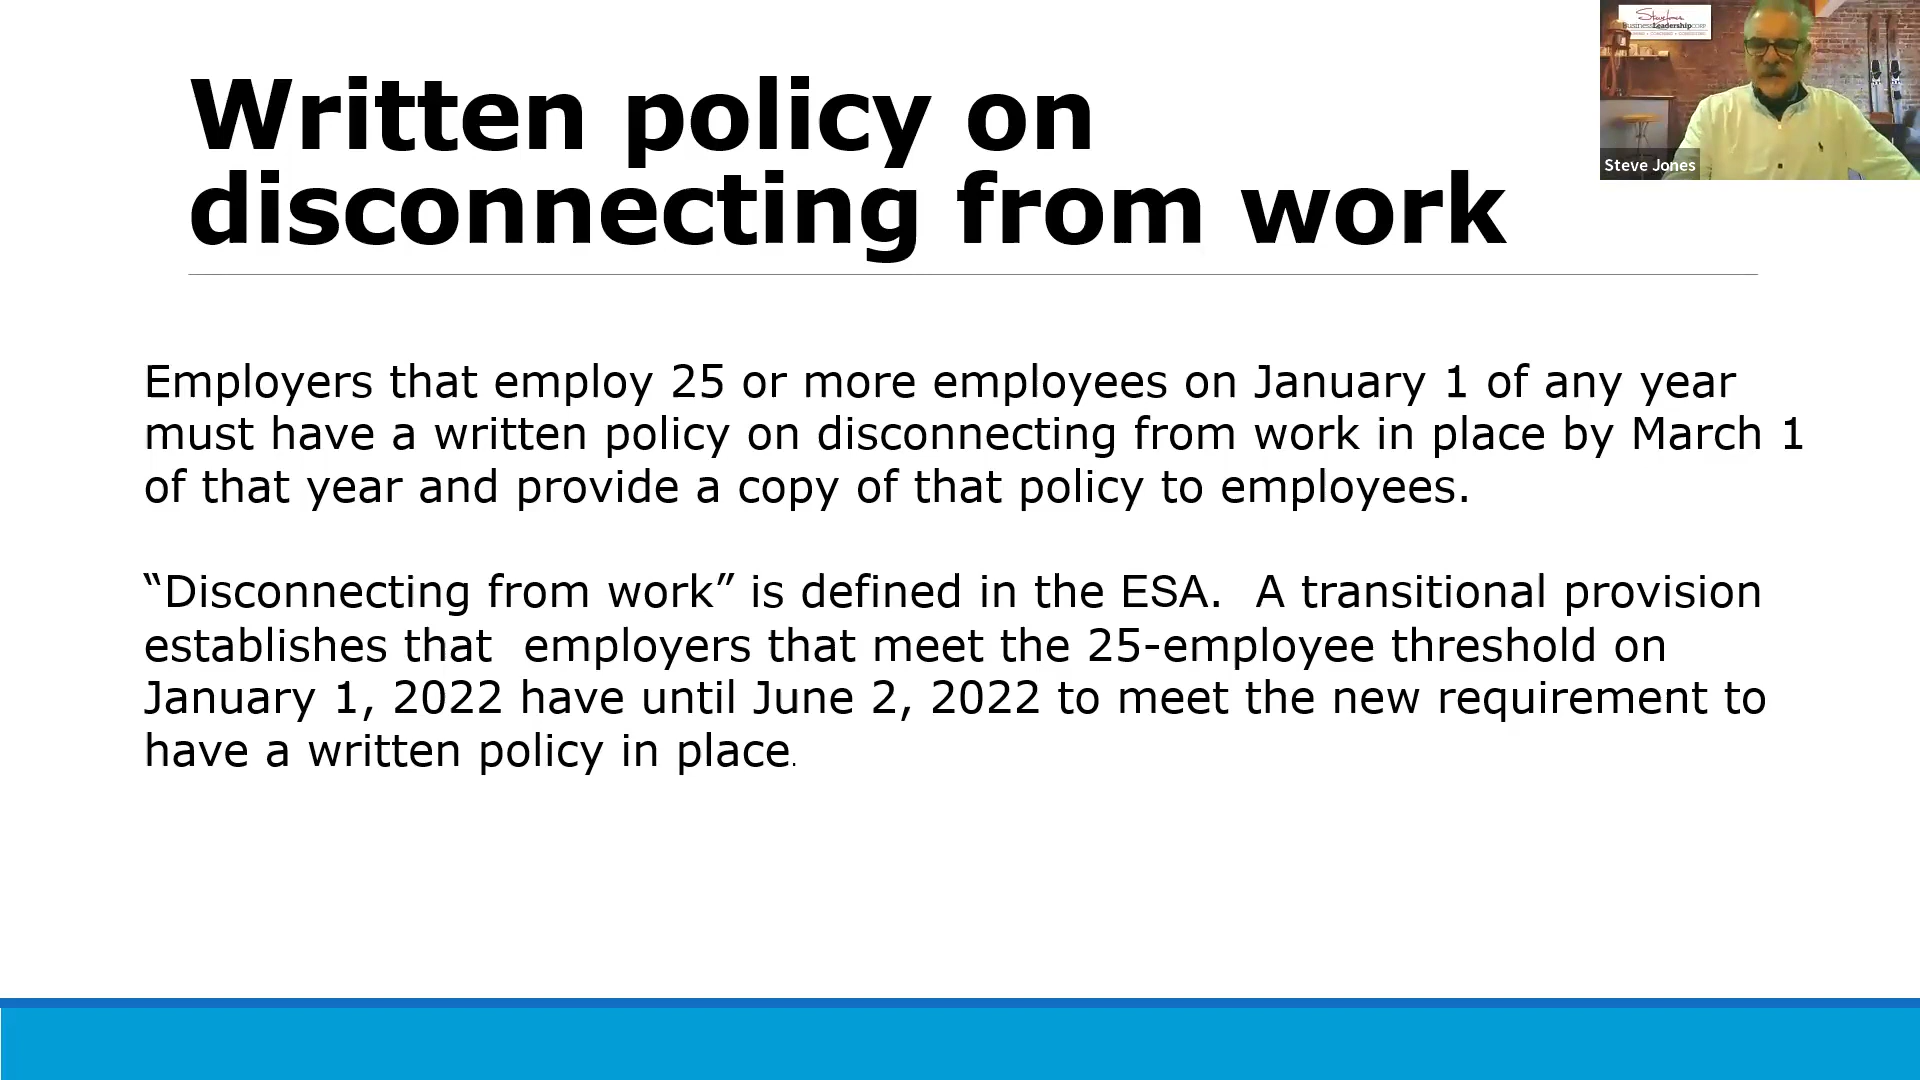 Written policy on
disconnecting from work
Employers that employ 25 or more employees on January 1 of any year
must have a written policy on disconnecting from work in place by March 1
of that year and provide a copy of that policy to employees.
“Disconnecting from work” is defined in the ESA.  A transitional provision
establishes that  employers that meet the 25-employee threshold on
January 1, 2022 have until June 2, 2022 to meet the new requirement to
have a written policy in place.
Steve Jones
BusinessLeadership
Steve Jones